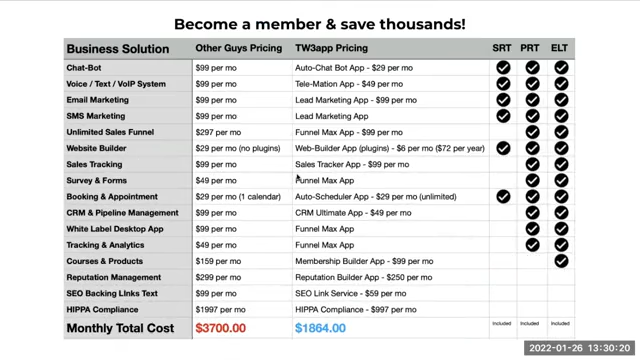 Become a member & save thousands!
Business Solution Other Guys Pricing TW3app Pricing SRT PRT ELT
Chat-Bot $99 per mo Auto-Chat Bot App - $29 per mo
Voice / Text / VoIP System $99 per mo Tele-Mation App - $49 per mo
Email Marketing $99 per mo Lead Marketing App - $99 per mo
SMS Marketing $99 per mo Lead Marketing App
Unlimited Sales Funnel $297 per mo Funnel Max App - $99 per mo
Website Builder $29 per mo (no plugins) Web-Builder App (plugins) - $6 per mo ($72 per year)
Sales Tracking $99 per mo Sales Tracker App - $99 per mo
Survey & Forms $49 per mo Funnel Max App
Booking & Appointment $29 per mo (1 calendar) Auto-Scheduler App - $29 per mo (unlimited)
CRM & Pipeline Management $99 per mo CRM Ultimate App - $49 per mo
White Label Desktop App $99 per mo Funnel Max App
Tracking & Analytics $49 per mo Funnel Max App
Courses & Products $159 per mo Membership Builder App - $99 per mo
Reputation Management $299 per mo Reputation Builder App - $250 per mo
SEO Backing LInks Text $99 per mo SEO Link Service - $59 per mo
HIPPA Compliance $1997 per mo HIPPA Compliance - $997 per mo
Monthly Total Cost $3700.00 $1864.00 Included Included Included
2022-01-26 13:30:20